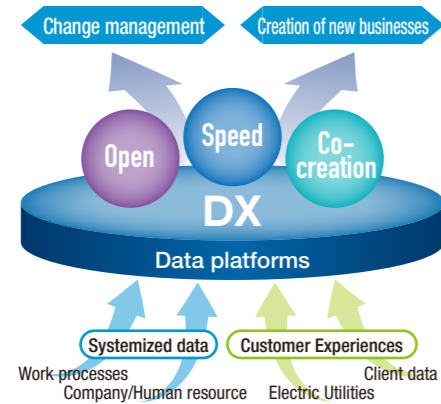 Change management
Creation of new businesses
Open
Speed
Co-
creation
DX
Data platforms
Systemized data
Customer Experiences
Work processes
Client data
Company/Human resource
Electric Utilities